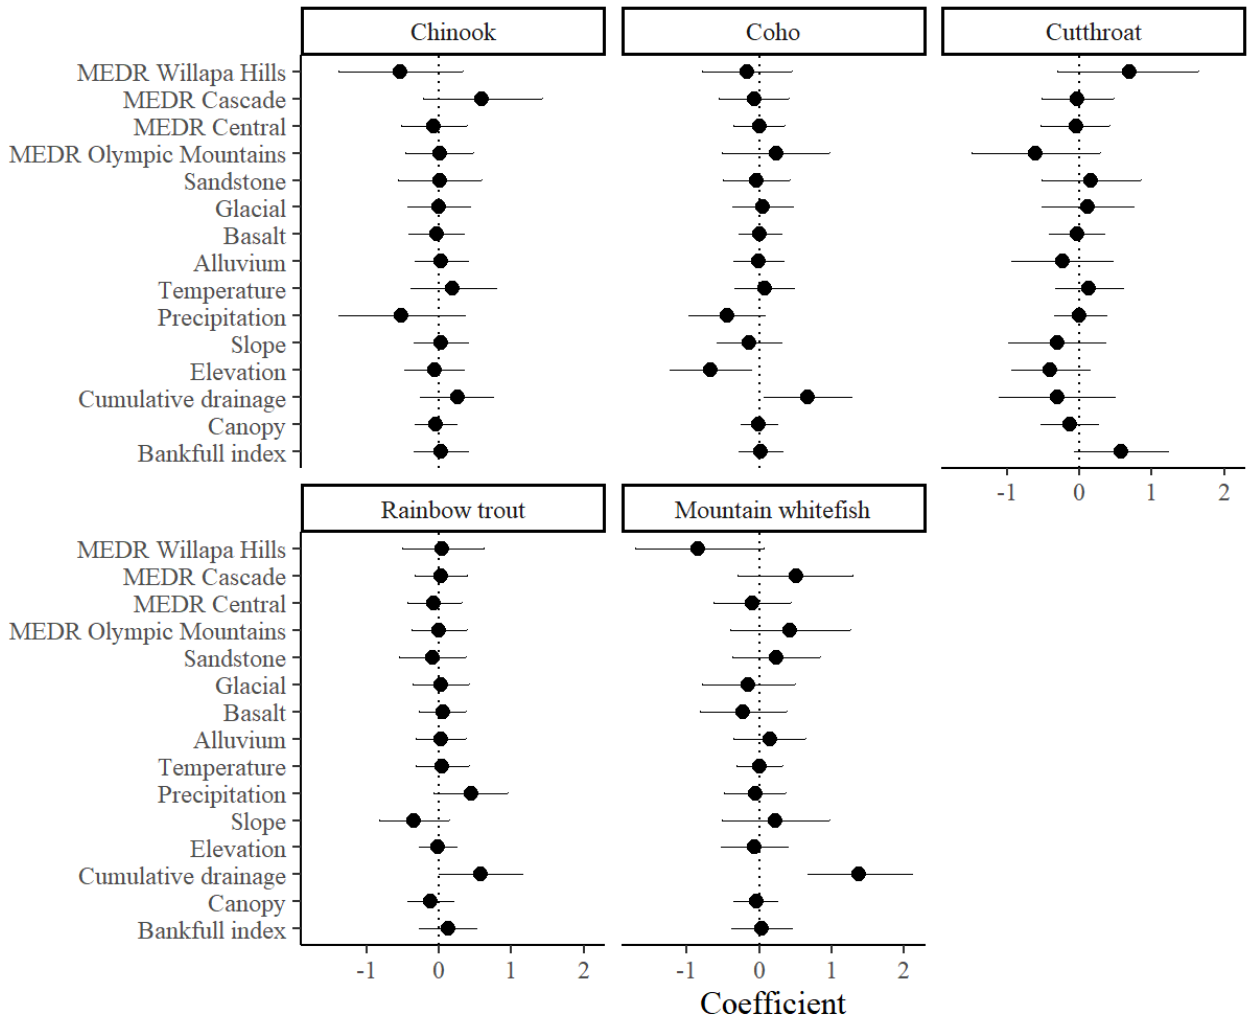 Chinook
Coho
Cutthroat
MEDR Willapa Hills
MEDR Cascade
MEDR Central
MEDR Olympic Mountains
Sandstone
Glacial
Basalt
Alluvium
Temperature
Precipitation
Slope
Elevation
Cumulative drainage
Canopy
Bankfull index
-1 0 1 2
Rainbow trout
Mountain whitefish
MEDR Willapa Hills
MEDR Cascade
MEDR Central
MEDR Olympic Mountains
Sandstone
Glacial
Basalt
Alluvium
Temperature
Precipitation
Slope
Elevation
Cumulative drainage
Canopy
Bankfull index
-1 0 1 2
-1 0 1 2
Coefficient